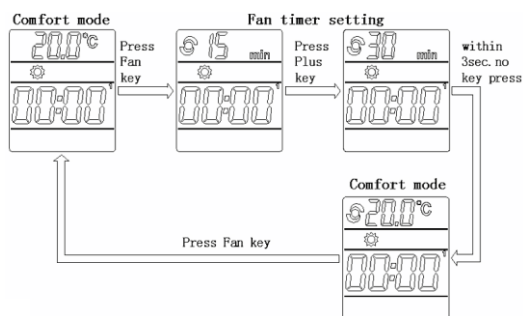 Comfort mode
Fan timer setting
20.0°C
00:00
Press
Fan
key
15 min
00:00
Press
Plus
key
30 min
00:00
within
3sec. no
key press
Comfort mode
20.0°C
00:00
Press Fan key